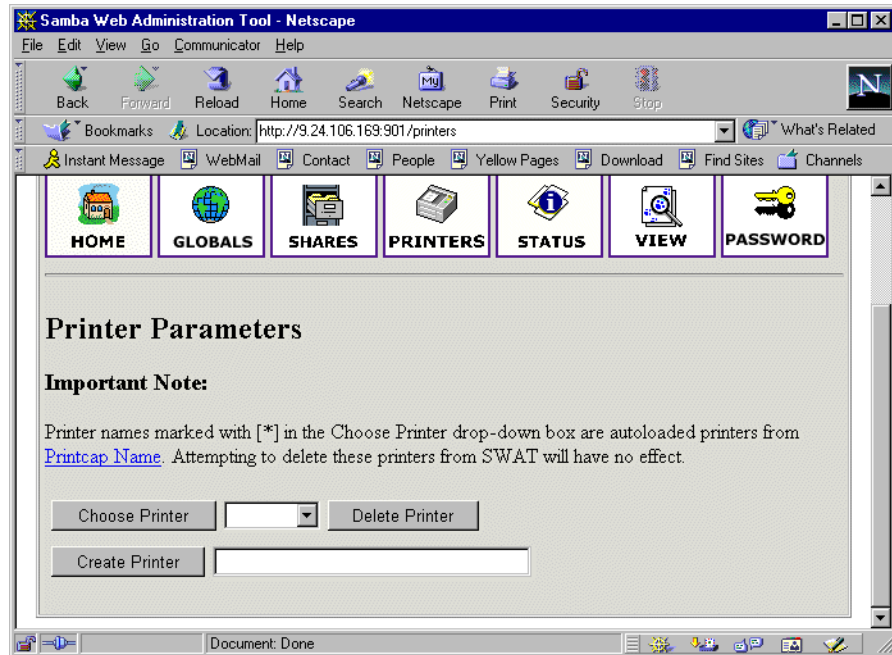 Samba Web Administration Tool - Netscape
File Edit View Go Communicator Help
My
Back Forward Reload Home Search Netscape Print Security Stop
N
Bookmarks Location: http://9.24.106.169:901/printers What's Related
Instant Message WebMail Contact People Yellow Pages Download Find Sites Channels
HOME GLOBALS SHARES PRINTERS STATUS VIEW PASSWORD
Printer Parameters
Important Note:
Printer names marked with [*] in the Choose Printer drop-down box are autoloaded printers from
Printcap Name. Attempting to delete these printers from SWAT will have no effect.
Choose Printer Delete Printer
Create Printer
Document: Done